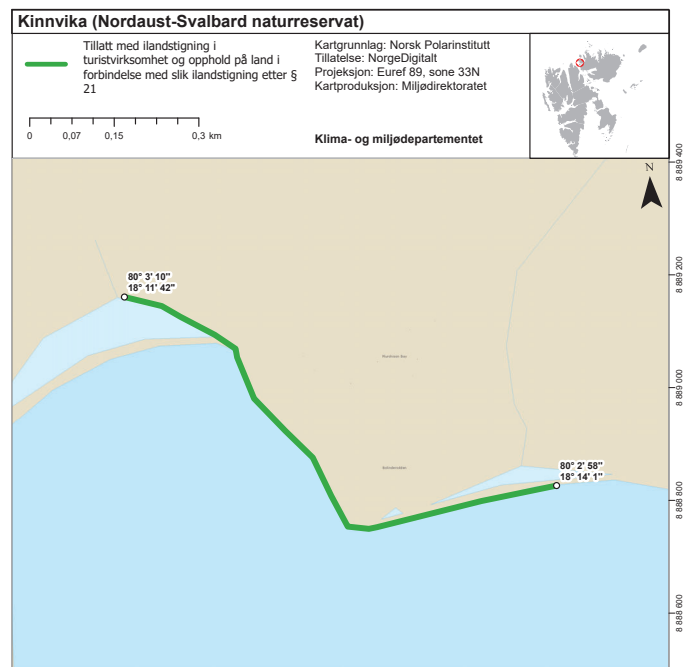 Kinnvika (Nordaust-Svalbard naturreservat)
Tillatt med ilandstigning i
turistvirksomhet og opphold på land i
forbindelse med slik ilandstigning etter §
21
0 0,07 0,15 0,3 km
Kartgrunnlag: Norsk Polarinstitutt
Tillatelse: NorgeDigitalt
Projeksjon: Euref 89, sone 33N
Kartproduksjon: Miljødirektoratet
Klima- og miljødepartementet
N
8 889 400
80° 3' 10"
18° 11' 42"
8 889 200
8 889 000
80° 2' 58"
18° 14' 1"
8 888 800
8 888 600